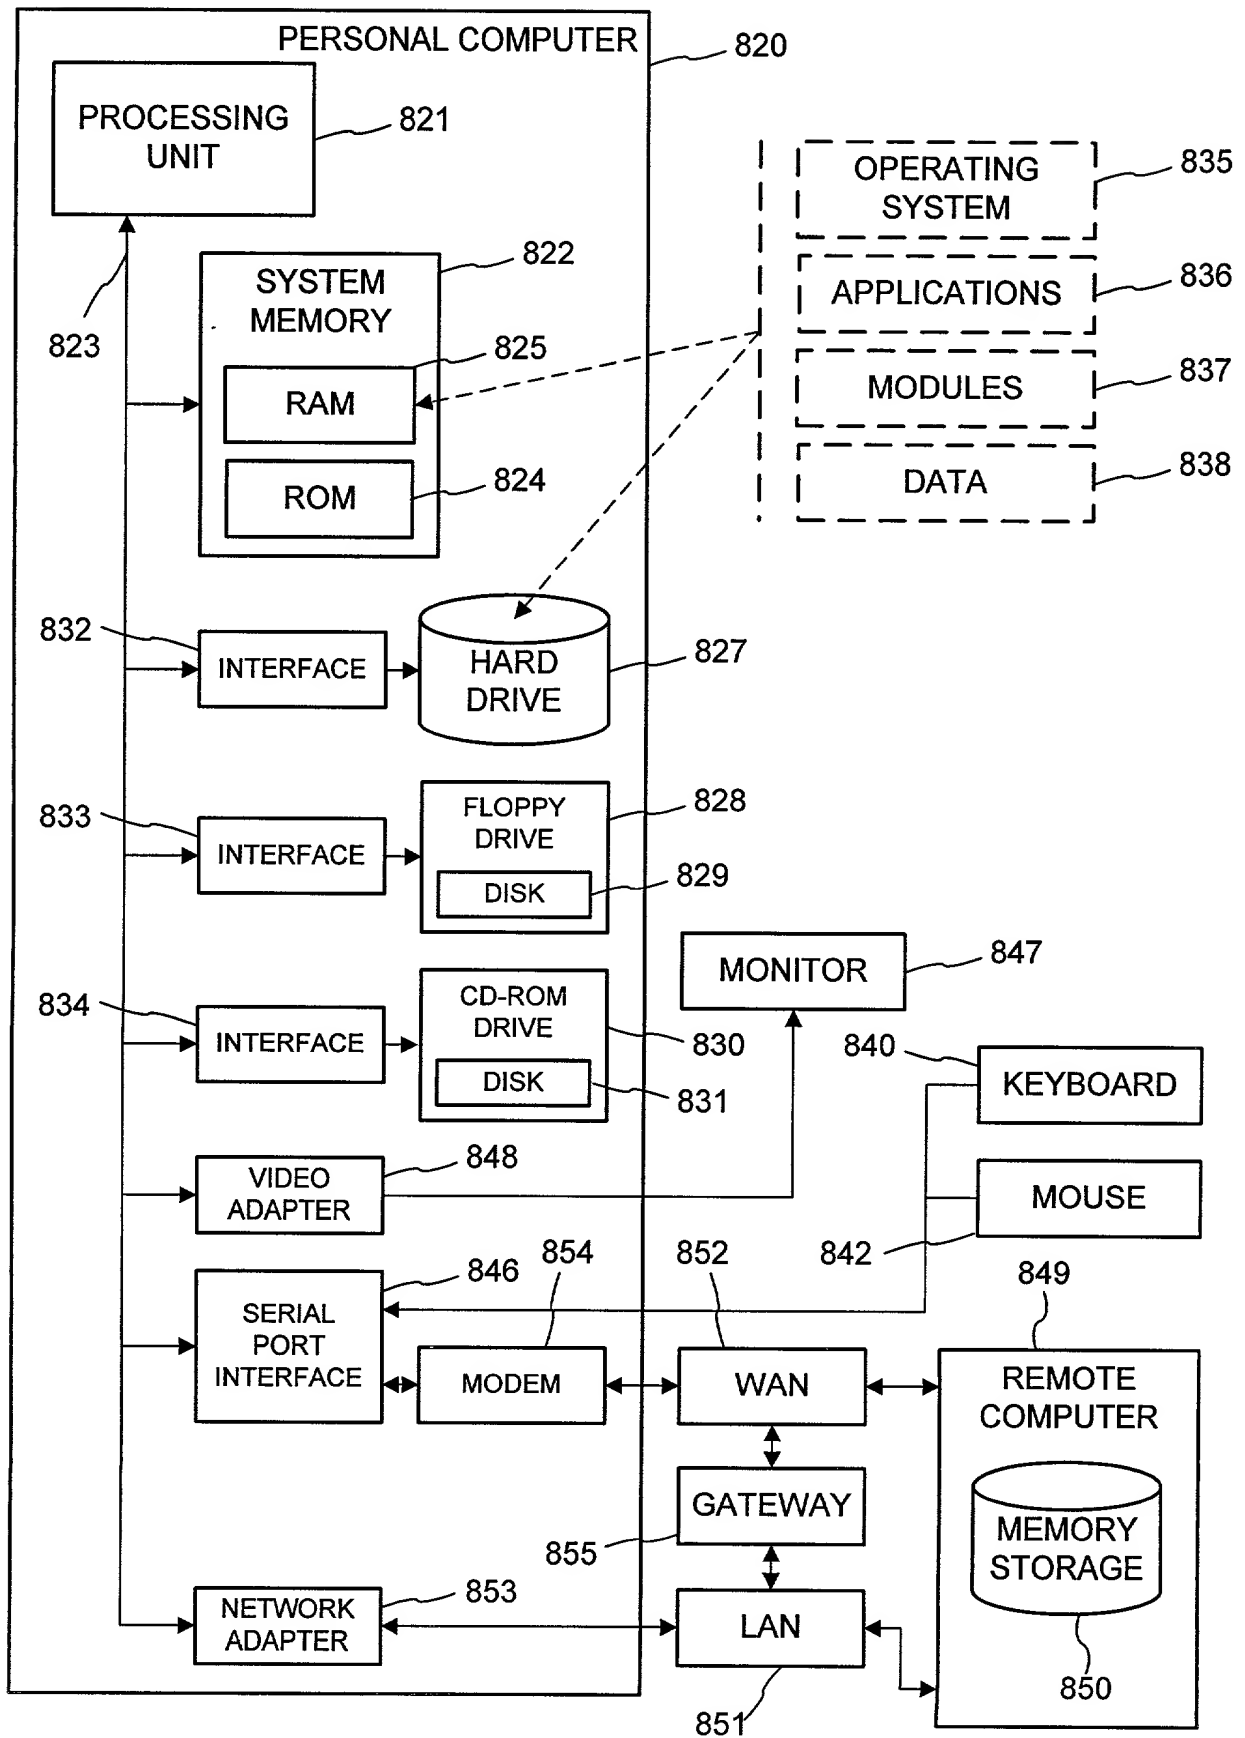 PERSONAL COMPUTER
820
PROCESSING
UNIT
821
823
SYSTEM
MEMORY
822
RAM
825
ROM
824
OPERATING
SYSTEM
835
APPLICATIONS
836
MODULES
837
DATA
838
832
INTERFACE
HARD
DRIVE
827
833
INTERFACE
FLOPPY
DRIVE
828
DISK
829
834
INTERFACE
CD-ROM
DRIVE
830
DISK
831
MONITOR
847
840
KEYBOARD
MOUSE
842
VIDEO
ADAPTER
848
846
SERIAL
PORT
INTERFACE
854
MODEM
852
WAN
849
REMOTE
COMPUTER
GATEWAY
855
MEMORY
STORAGE
850
NETWORK
ADAPTER
853
LAN
851